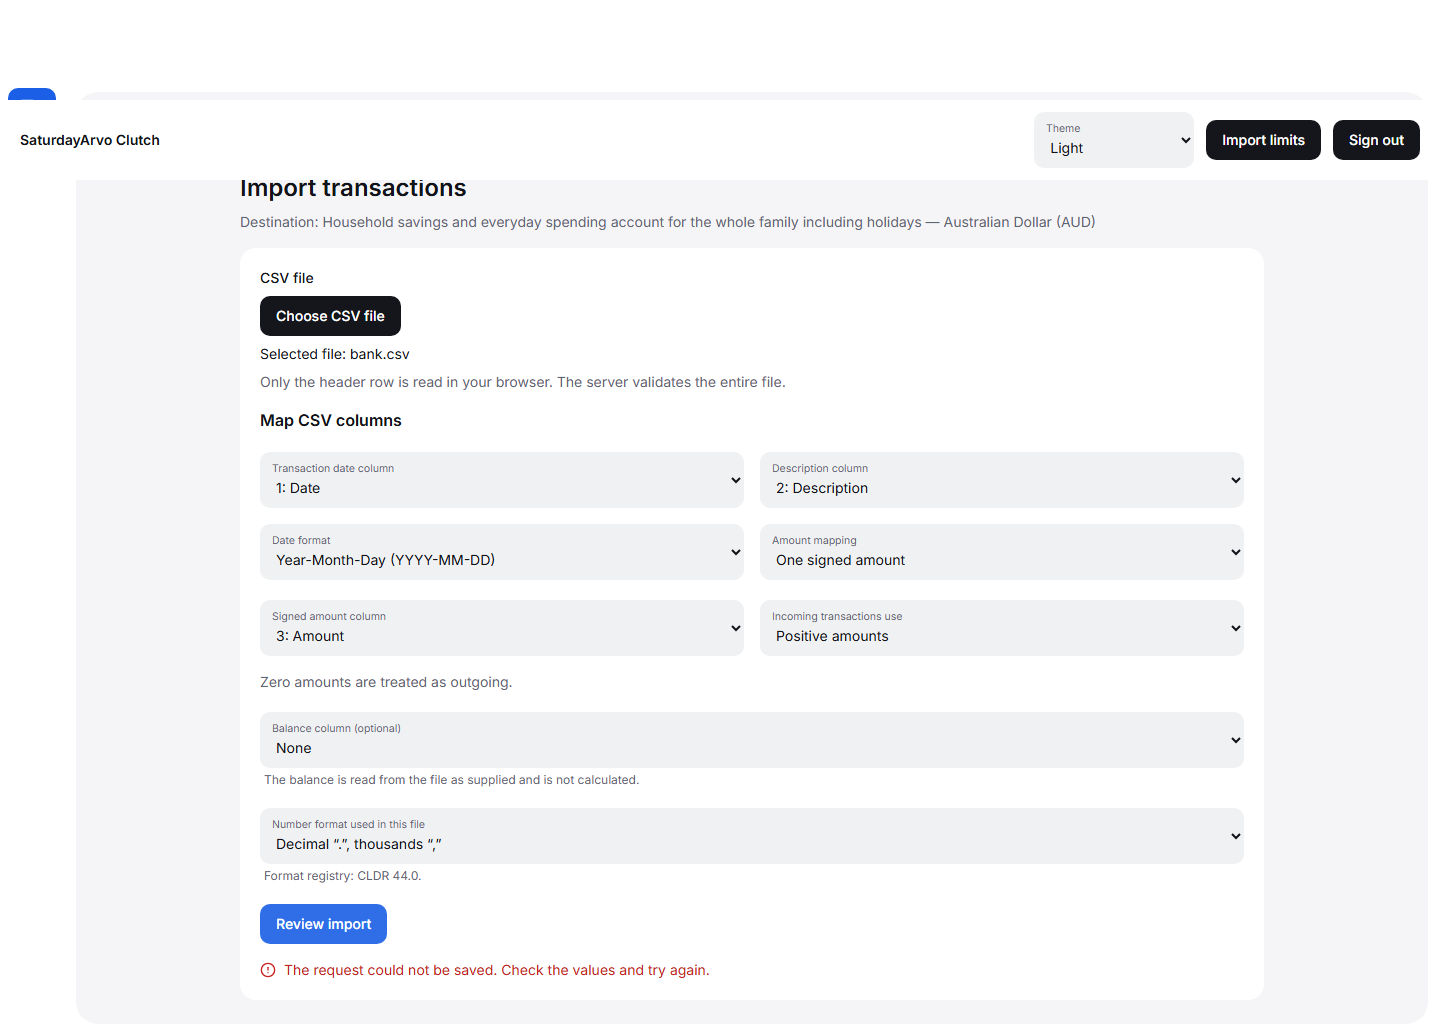 SaturdayArvo Clutch
Theme
Light
Import limits
Sign out
Import transactions
Destination: Household savings and everyday spending account for the whole family including holidays — Australian Dollar (AUD)
CSV file
Choose CSV file
Selected file: bank.csv
Only the header row is read in your browser. The server validates the entire file.
Map CSV columns
Transaction date column
1: Date
Description column
2: Description
Date format
Year-Month-Day (YYYY-MM-DD)
Amount mapping
One signed amount
Signed amount column
3: Amount
Incoming transactions use
Positive amounts
Zero amounts are treated as outgoing.
Balance column (optional)
None
The balance is read from the file as supplied and is not calculated.
Number format used in this file
Decimal “.”, thousands “,”
Format registry: CLDR 44.0.
Review import
The request could not be saved. Check the values and try again.